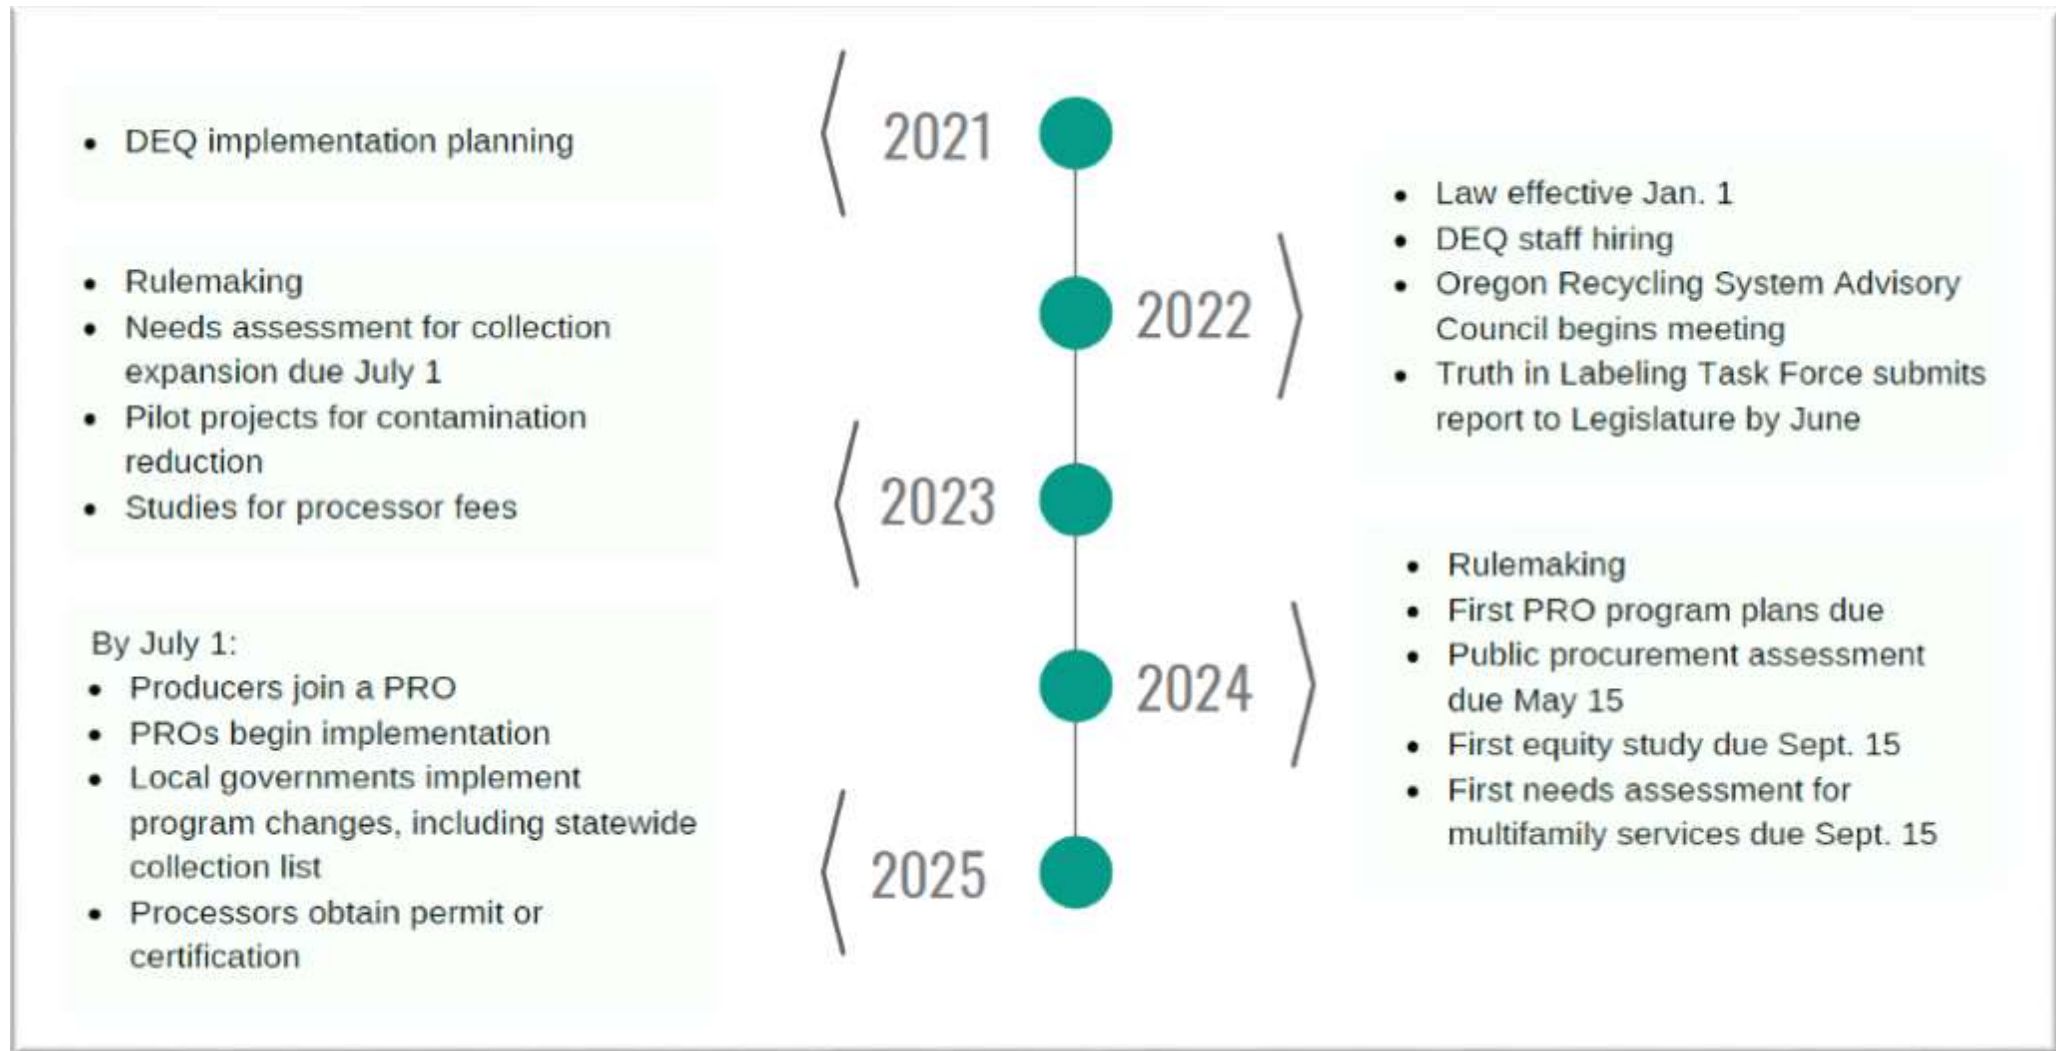 2021
• DEQ implementation planning
2022
• Law effective Jan. 1
• DEQ staff hiring
• Oregon Recycling System Advisory
Council begins meeting
• Truth in Labeling Task Force submits
report to Legislature by June
2023
• Rulemaking
• Needs assessment for collection
expansion due July 1
• Pilot projects for contamination
reduction
• Studies for processor fees
2024
• Rulemaking
• First PRO program plans due
• Public procurement assessment
due May 15
• First equity study due Sept. 15
• First needs assessment for
multifamily services due Sept. 15
2025
By July 1:
• Producers join a PRO
• PROs begin implementation
• Local governments implement
program changes, including statewide
collection list
• Processors obtain permit or
certification